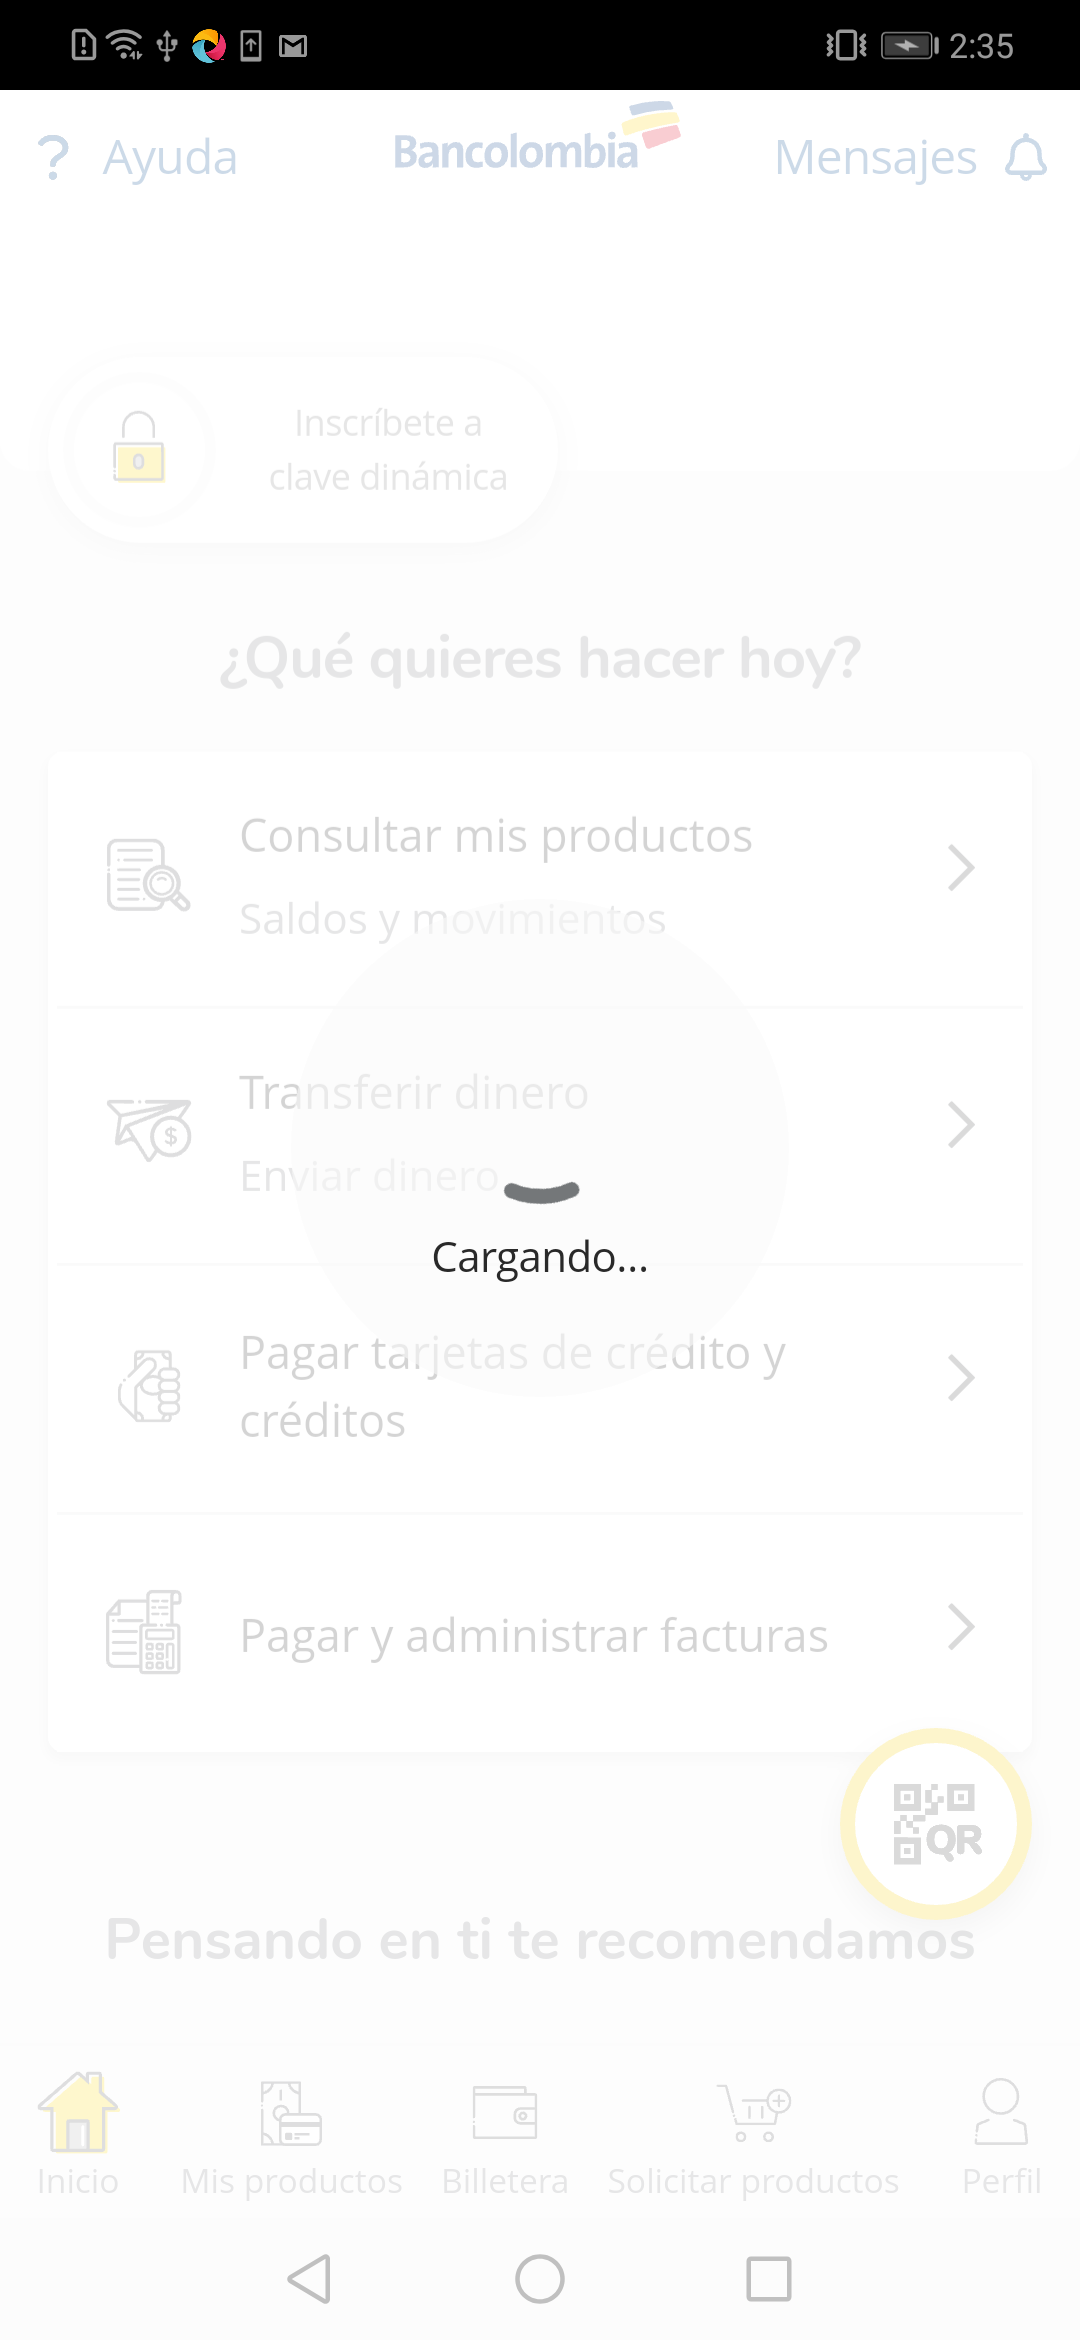 2:35
Ayuda
Bancolombia
Mensajes
Inscríbete a
clave dinámica
¿Qué quieres hacer hoy?
Consultar mis productos
Saldos y movimientos
Transferir dinero
Enviar dinero
Cargando...
Pagar tarjetas de crédito y
créditos
Pagar y administrar facturas
QR
Pensando en ti te recomendamos
Inicio
Mis productos
Billetera
Solicitar productos
Perfil